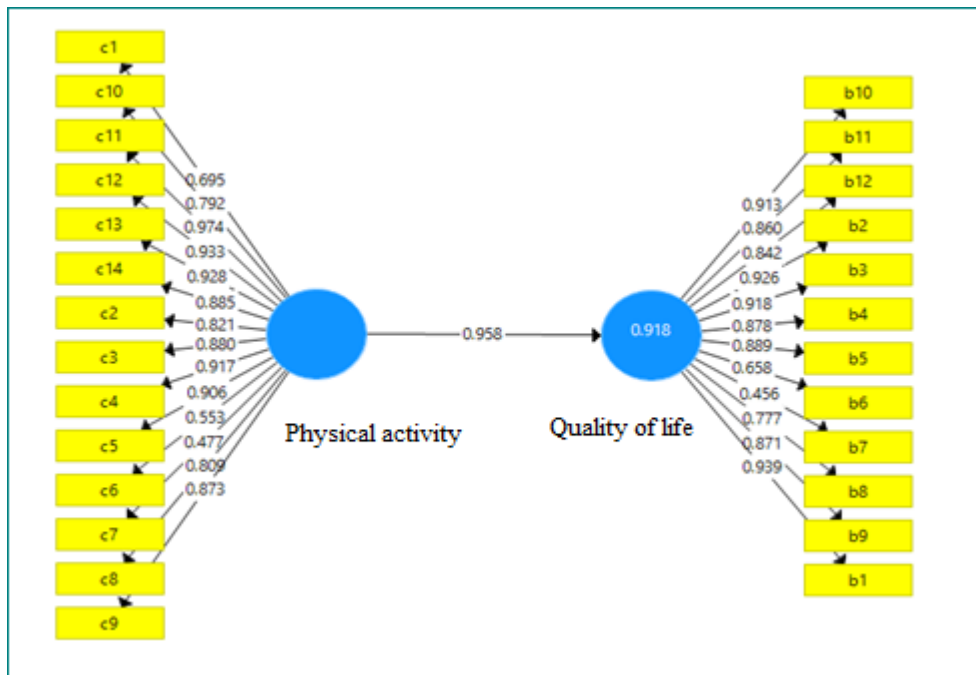 c1
c10
c11
c12
c13
c14
c2
c3
c4
c5
c6
c7
c8
c9
0.695
0.792
0.974
0.933
0.928
0.885
0.821
0.880
0.917
0.906
0.553
0.477
0.809
0.873
Physical activity
0.958
0.918
Quality of life
0.913
0.860
0.842
0.926
0.918
0.878
0.889
0.658
0.456
0.777
0.871
0.939
b10
b11
b12
b2
b3
b4
b5
b6
b7
b8
b9
b1